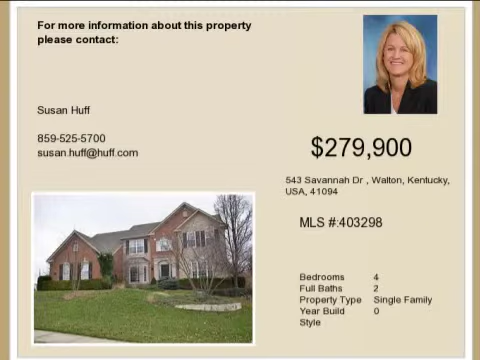 For more information about this property
please contact:
Susan Huff
859-525-5700
susan.huff@huff.com
$279,900
543 Savannah Dr , Walton, Kentucky,
USA, 41094
MLS #:403298
Bedrooms 4
Full Baths 2
Property Type Single Family
Year Build 0
Style